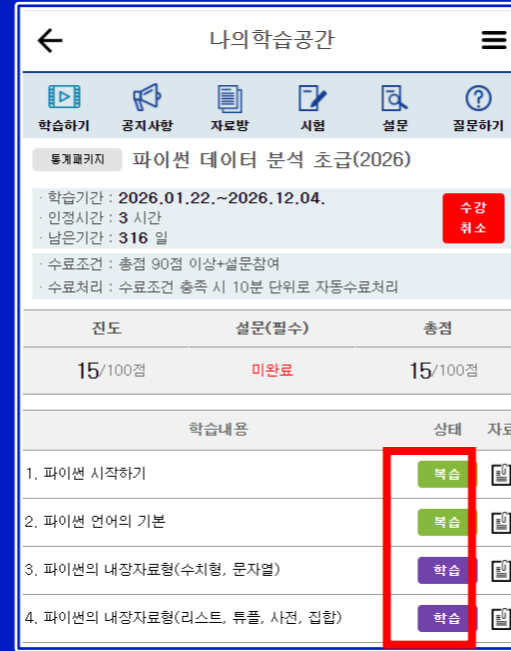 나의학습공간
학습하기 공지사항 자료방 시험 설문 질문하기
통계패키지 파이썬 데이터 분석 초급(2026)
· 학습기간 : 2026.01.22.~2026.12.04.
· 인정시간 : 3 시간
· 남은기간 : 316 일
수강
취소
· 수료조건 : 총점 90점 이상+설문참여
· 수료처리 : 수료조건 충족 시 10분 단위로 자동수료처리
진도 설문(필수) 총점
15/100점 미완료 15/100점
학습내용 상태 자료
1. 파이썬 시작하기 복습
2. 파이썬 언어의 기본 복습
3. 파이썬의 내장자료형(수치형, 문자열) 학습
4. 파이썬의 내장자료형(리스트, 튜플, 사전, 집합) 학습